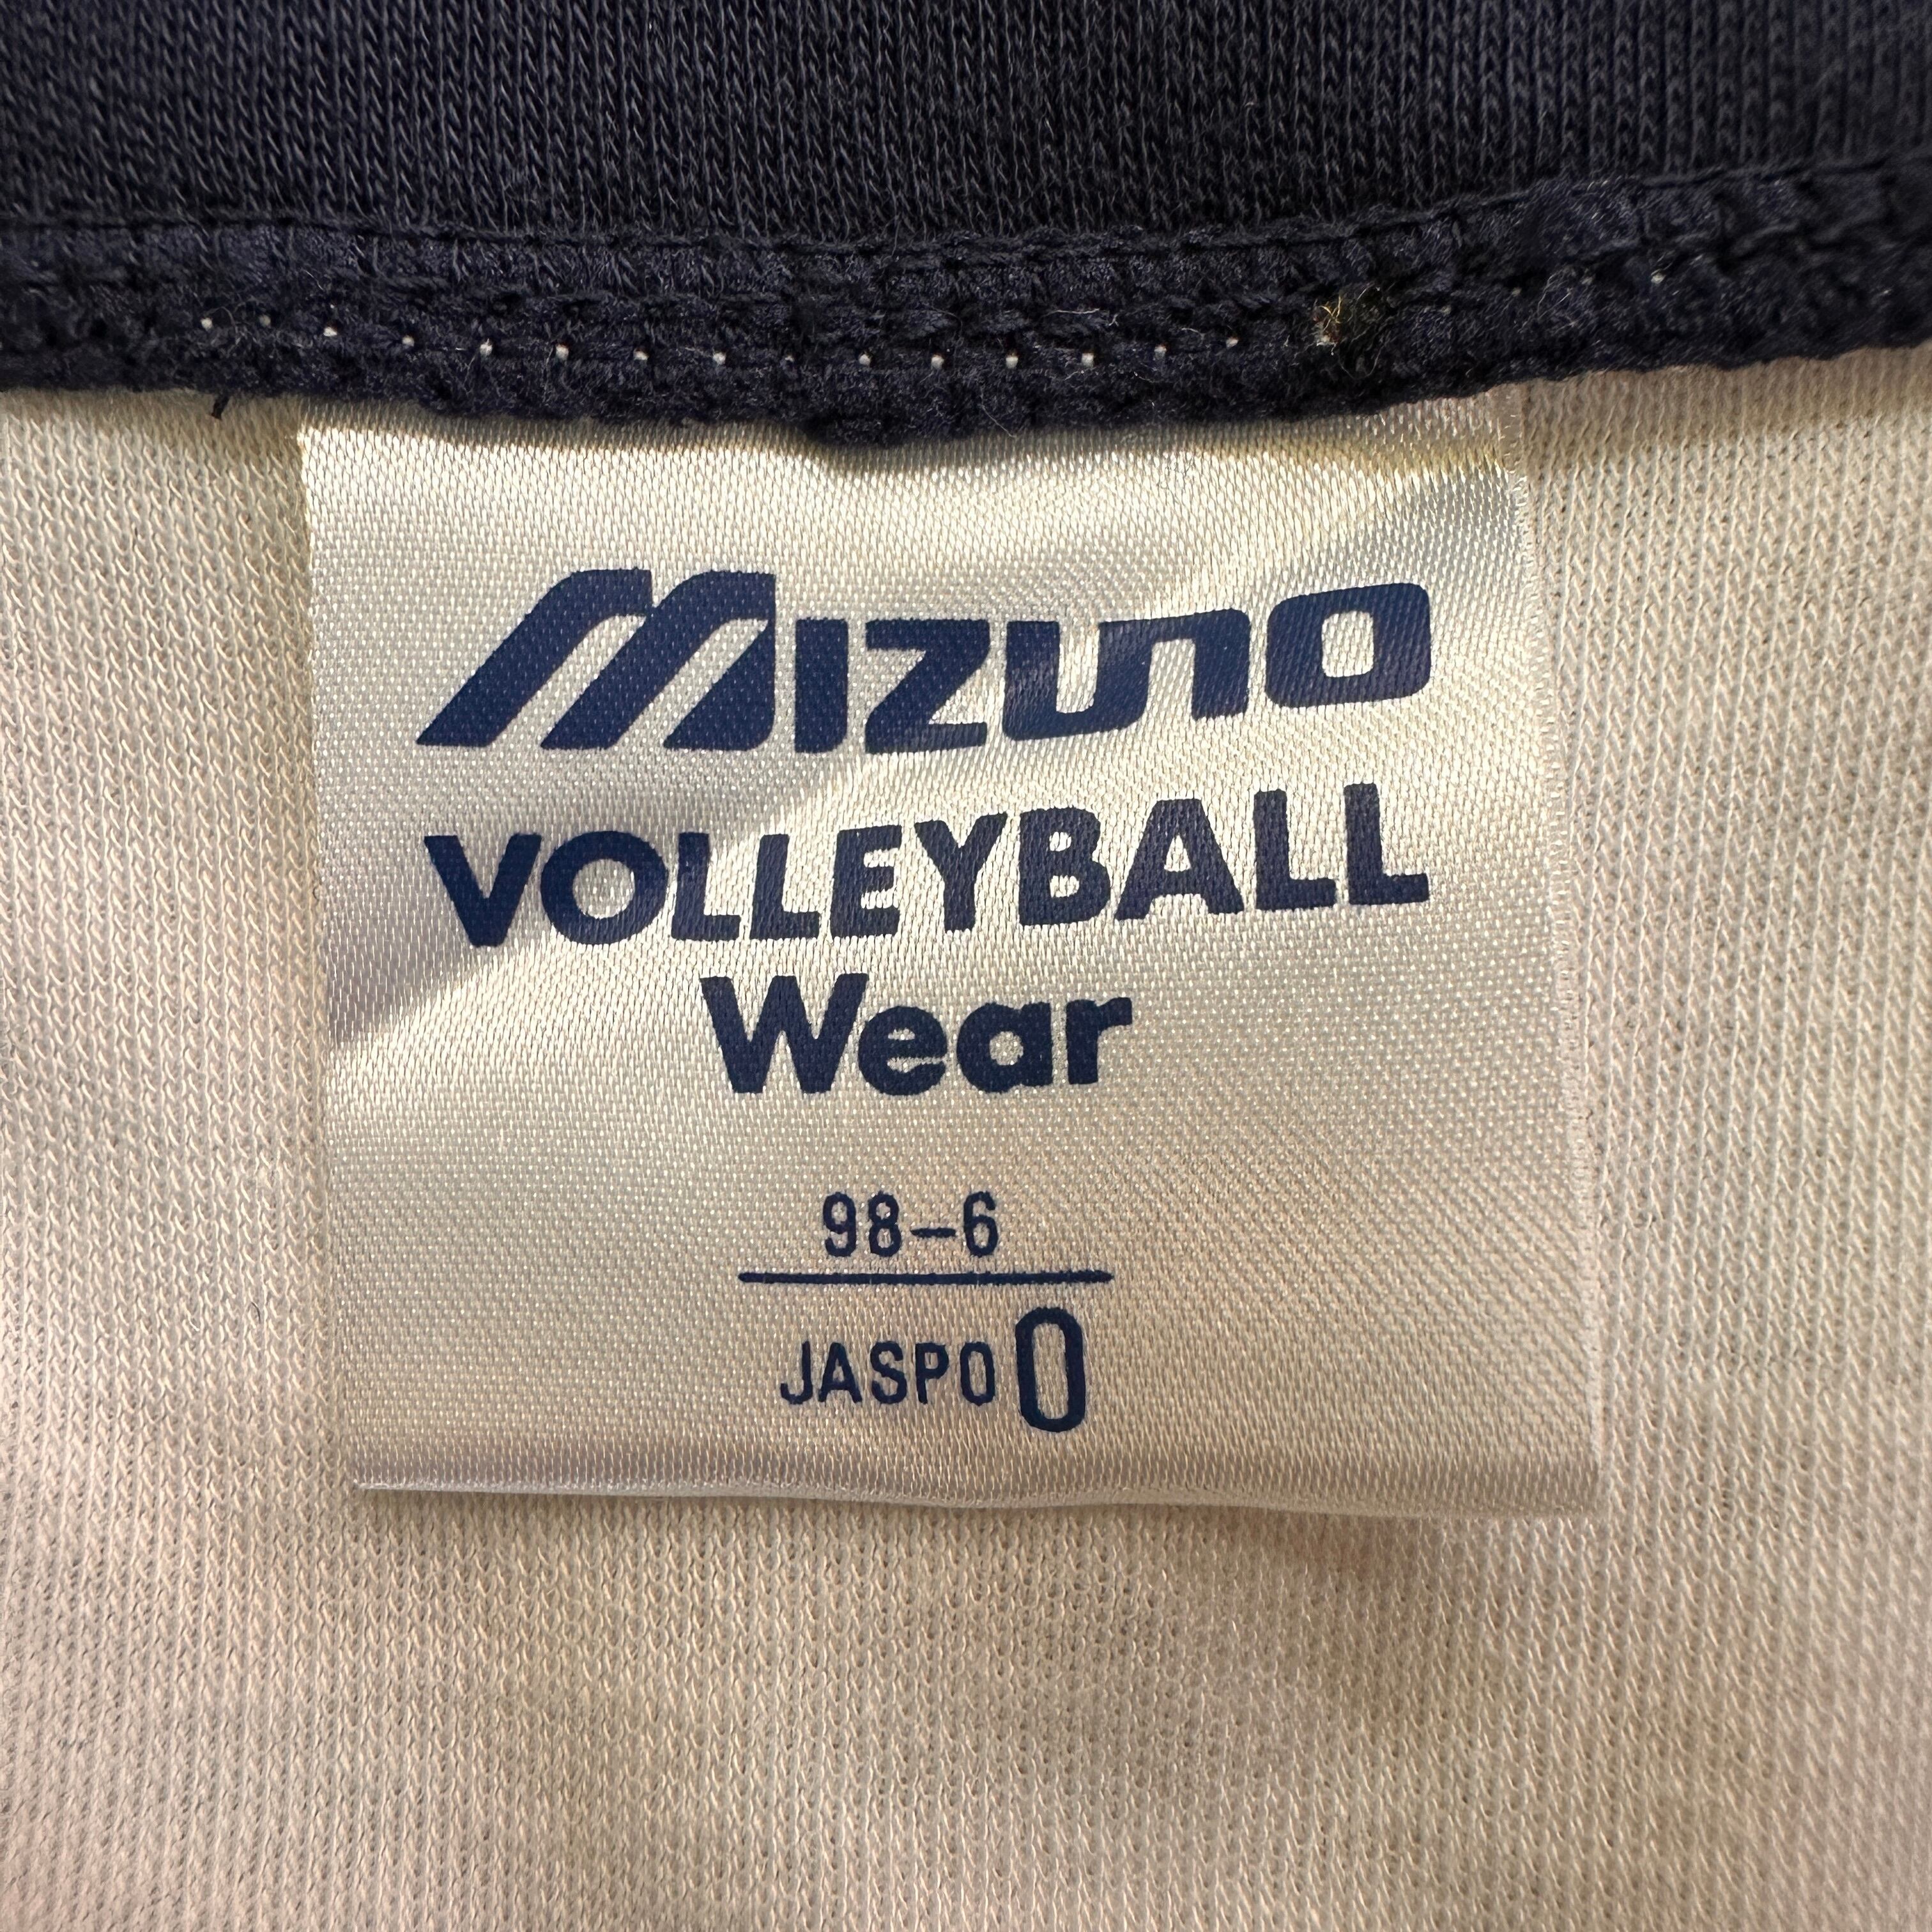 MIZUNO
VOLLEYBALL
Wear
98-6
JASPO O